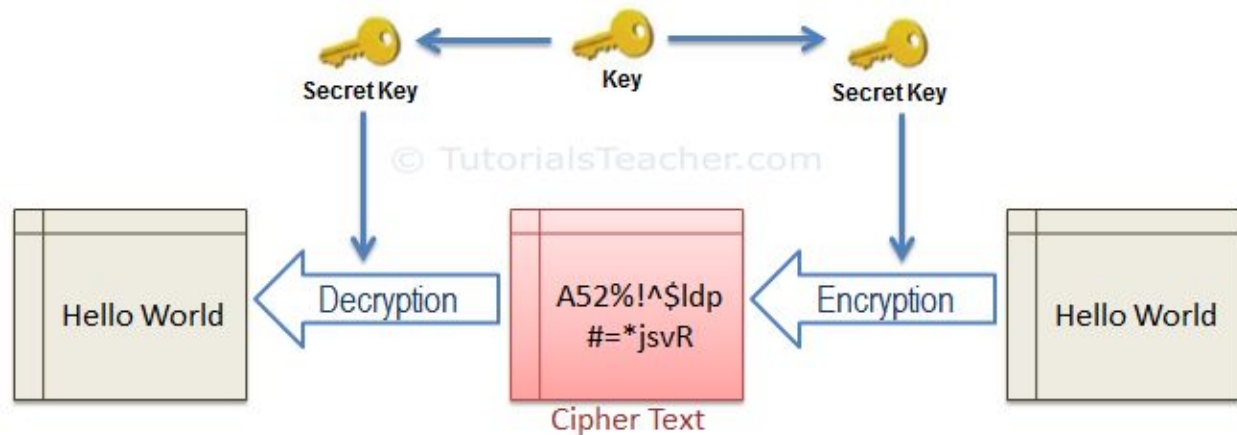 Key
Secret Key
Secret Key
© TutorialsTeacher.com
Hello World
Decryption
A52%!^$ldp
#=*jsvR
Encryption
Hello World
Cipher Text